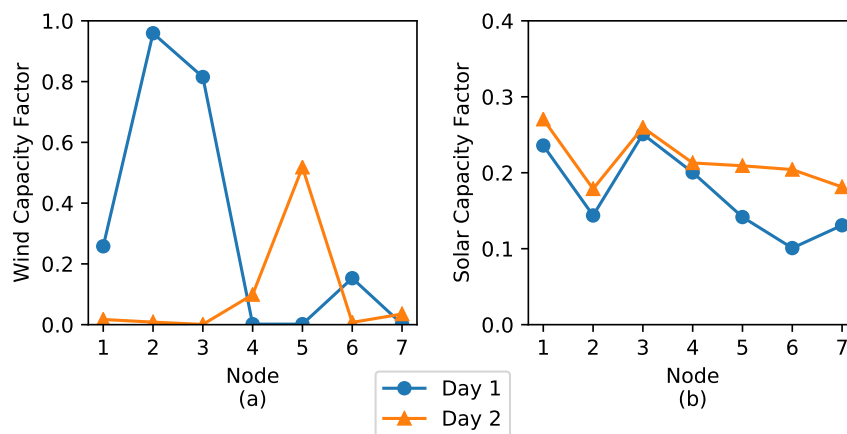 Wind Capacity Factor
1.0
0.8
0.6
0.4
0.2
0.0
1 2 3 4 5 6 7
Node
(a)
Solar Capacity Factor
0.4
0.3
0.2
0.1
0.0
1 2 3 4 5 6 7
Node
(b)
Day 1
Day 2